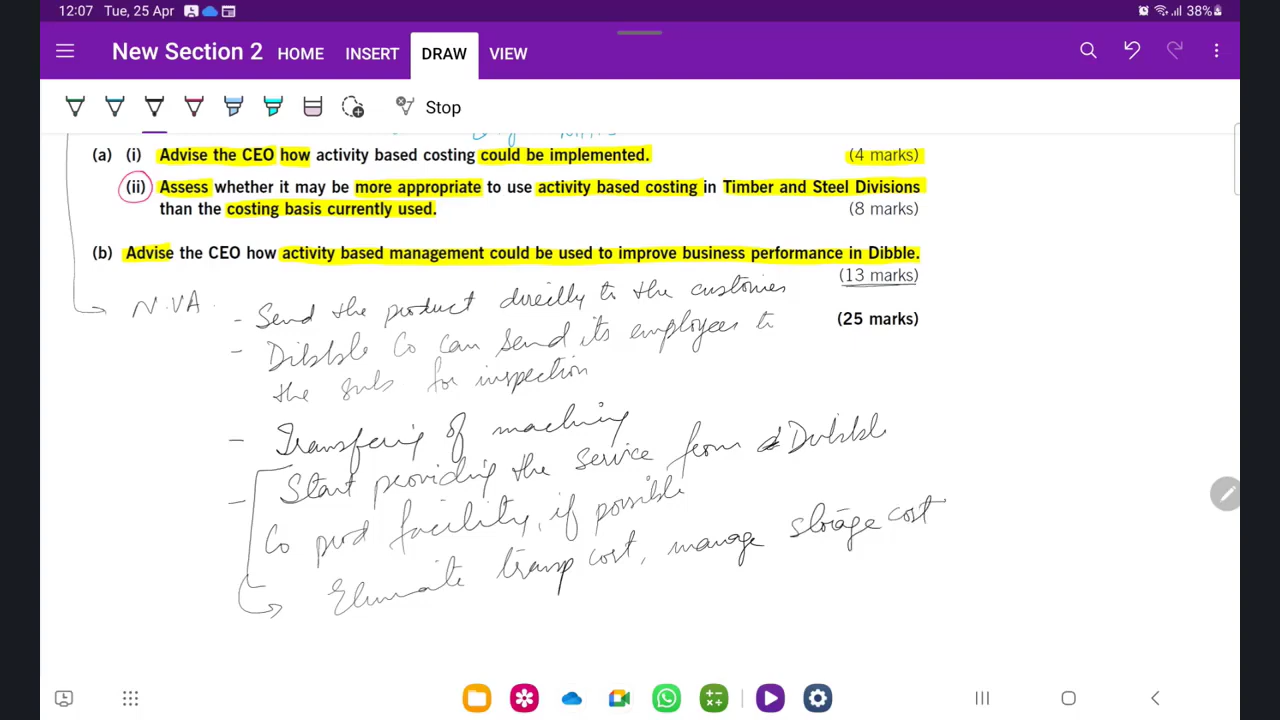 12:07 Tue, 25 Apr 38%
New Section 2 HOME INSERT DRAW VIEW
Stop
(a) (i) Advise the CEO how activity based costing could be implemented. (4 marks)
(ii) Assess whether it may be more appropriate to use activity based costing in Timber and Steel Divisions
than the costing basis currently used. (8 marks)
(b) Advise the CEO how activity based management could be used to improve business performance in Dibble.
(13 marks)
(25 marks)
N.VA.
- Send the product directly to the customers
- Dibble Co can send its employees to
the subs for inspection
- Transfering of machinery
- Start providing the service from Dibble
Co prod facility, if possible
Eliminate transp cost, manage storage cost